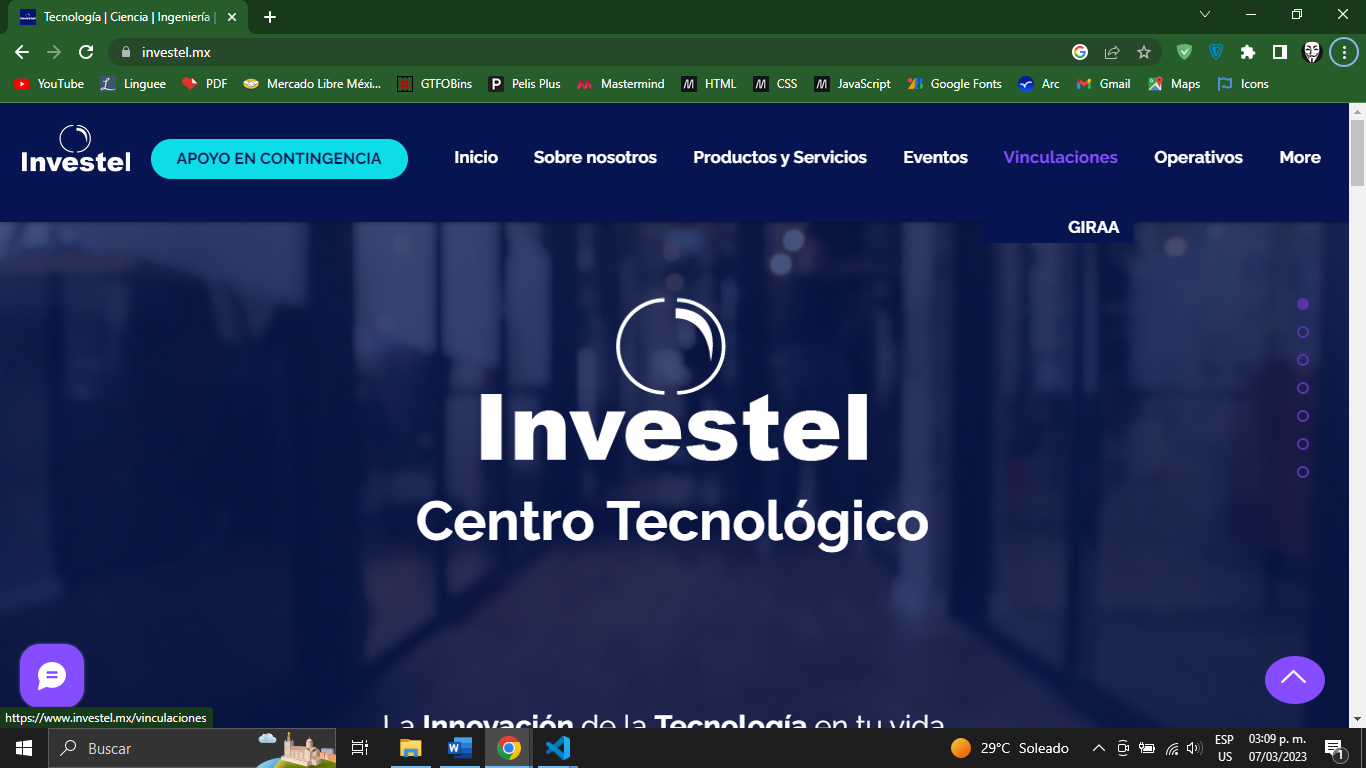 Tecnología | Ciencia | Ingeniería |
investel.mx
YouTube Linguee PDF Mercado Libre Méxi... GTFOBins Pelis Plus Mastermind HTML CSS JavaScript Google Fonts Arc Gmail Maps Icons
Investel APOYO EN CONTINGENCIA Inicio Sobre nosotros Productos y Servicios Eventos Vinculaciones Operativos More
GIRAA
Investel
Centro Tecnológico
La Innovación de la Tecnología en tu vida
https://www.investel.mx/vinculaciones
Buscar 29°C Soleado ESP US 03:09 p. m. 07/03/2023 1